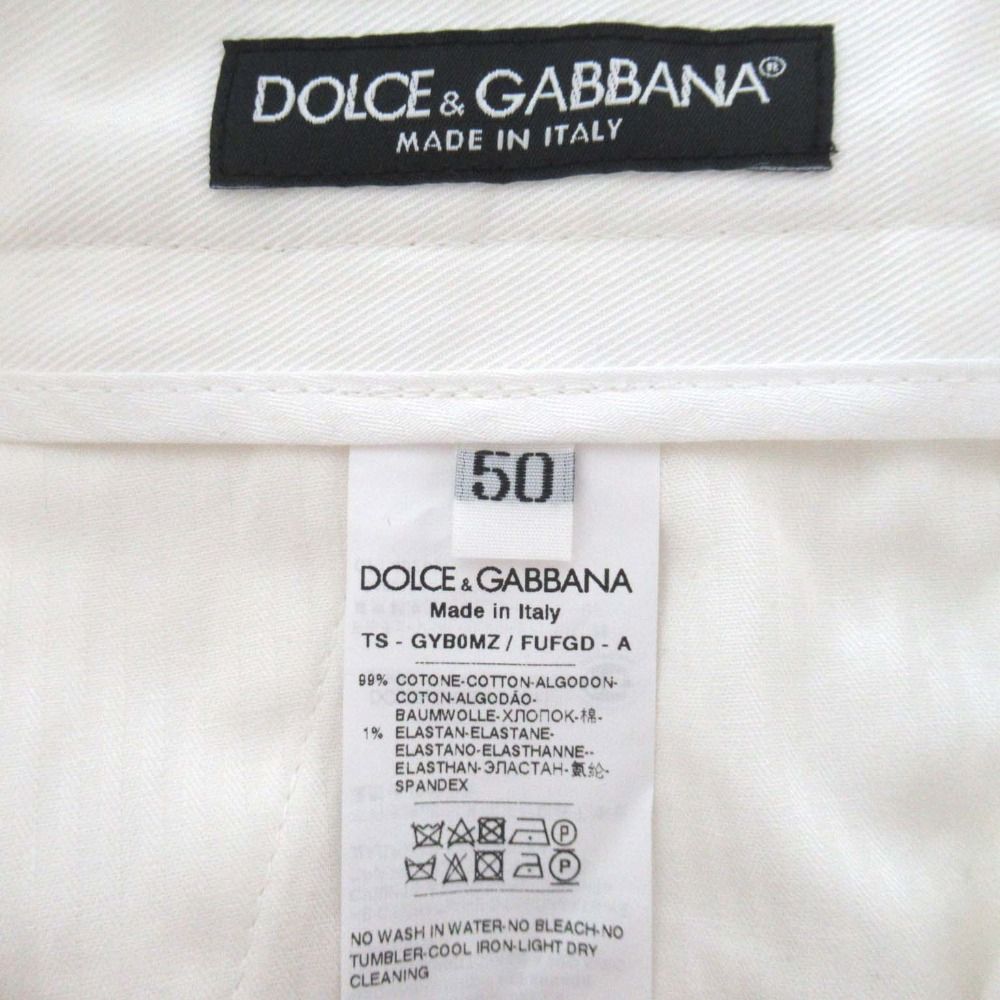 DOLCE & GABBANA®
MADE IN ITALY
50
DOLCE & GABBANA
Made in Italy
TS - GYB0MZ / FUFGD - A
99% COTONE-COTTON-ALGODON-
COTON-ALGODÃO-
BAUMWOLLE-ХЛОПОК-棉-
1% ELASTAN-ELASTANE-
ELASTANO-ELASTHANNE--
ELASTHAN-ЭЛАСТАН-氨纶-
SPANDEX
P
P
NO WASH IN WATER-NO BLEACH-NO
TUMBLER-COOL IRON-LIGHT DRY
CLEANING